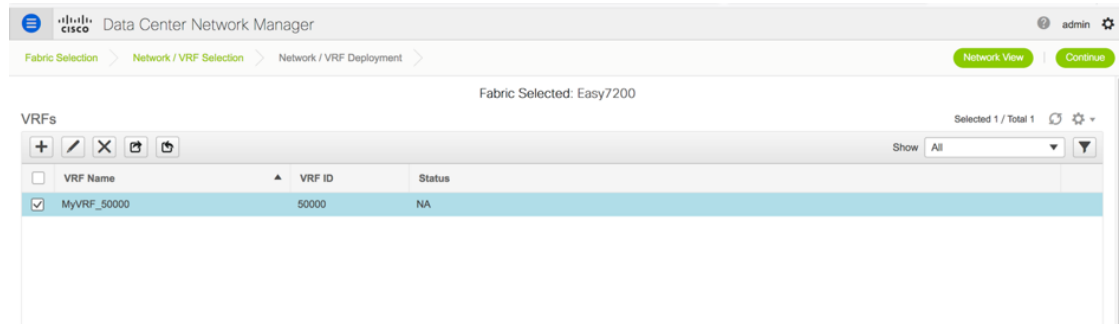 cisco Data Center Network Manager admin
Fabric Selection Network / VRF Selection Network / VRF Deployment Network View Continue
Fabric Selected: Easy7200
VRFs Selected 1 / Total 1
Show All
VRF Name VRF ID Status
MyVRF_50000 50000 NA